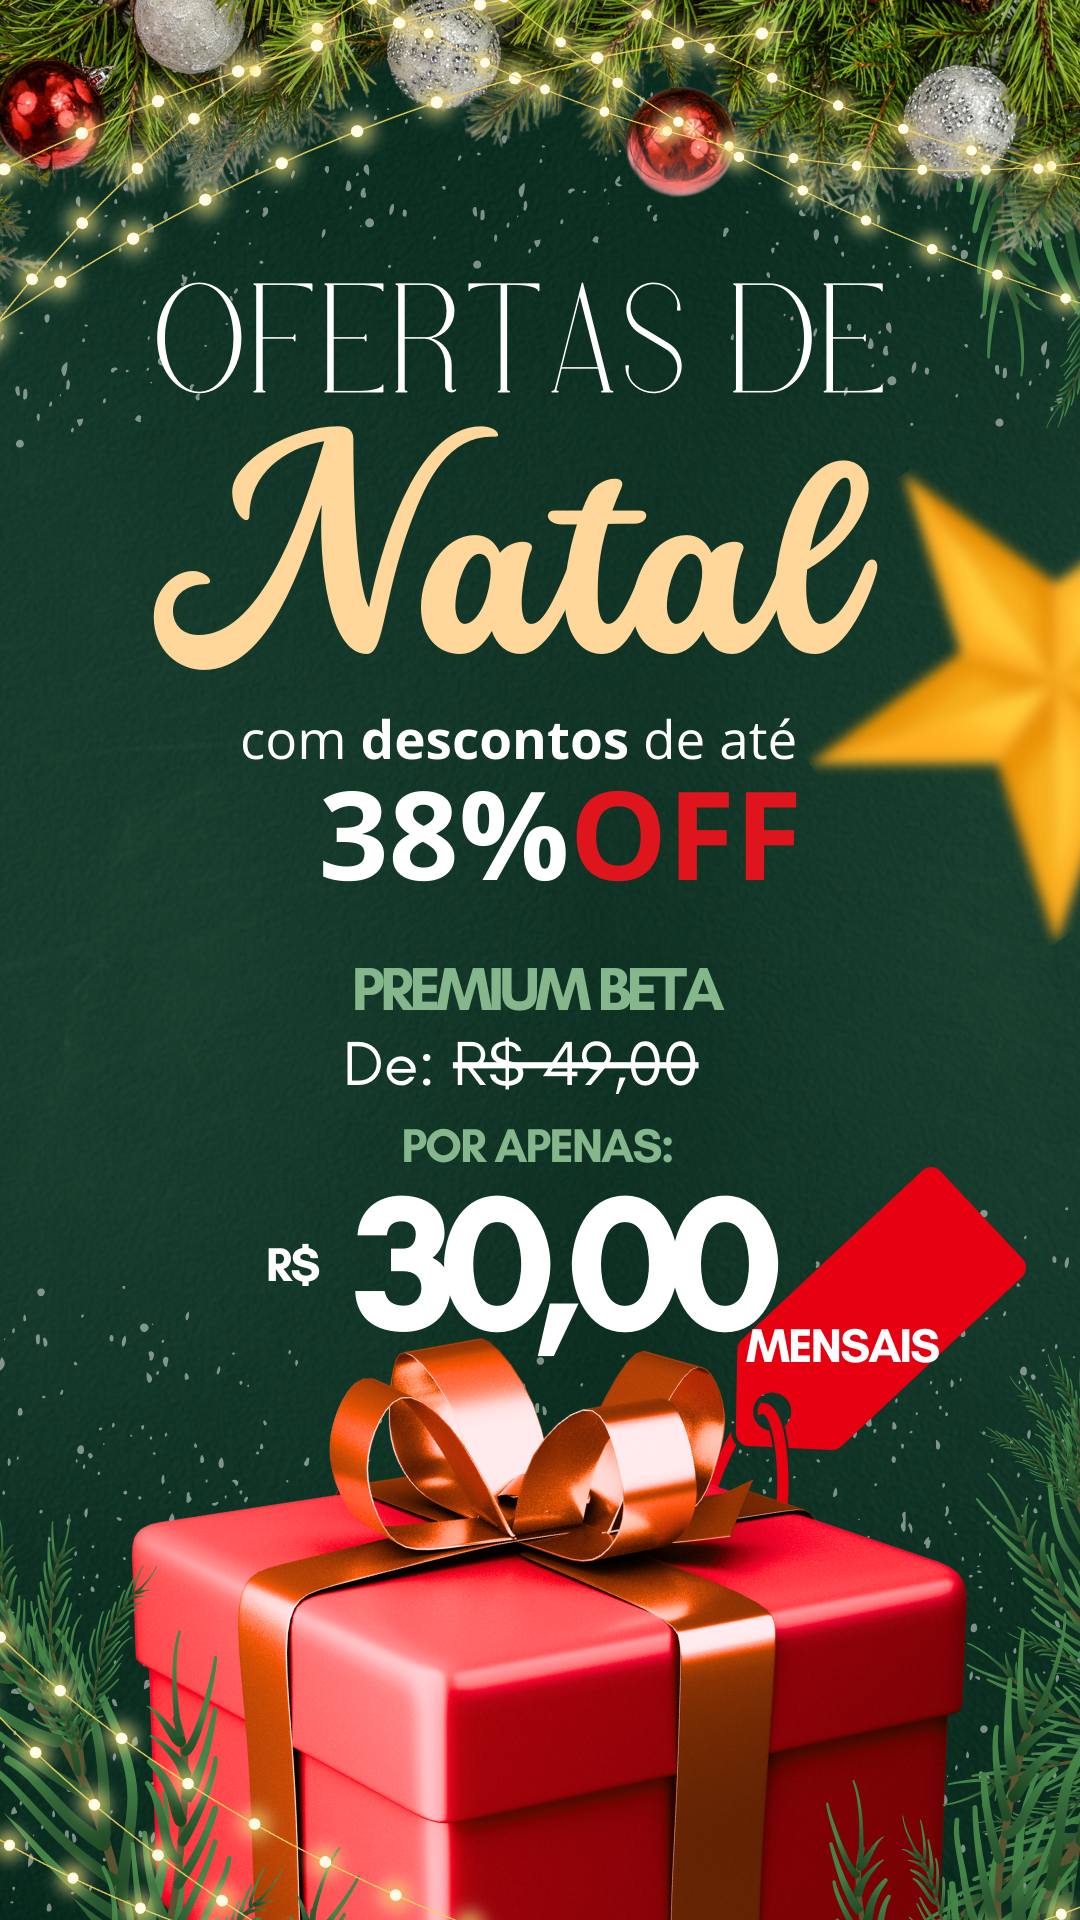 OFERTAS DE
Natal
com descontos de até
38%OFF
PREMIUM BETA
De: R$ 49,00
POR APENAS:
R$ 30,00
MENSAIS